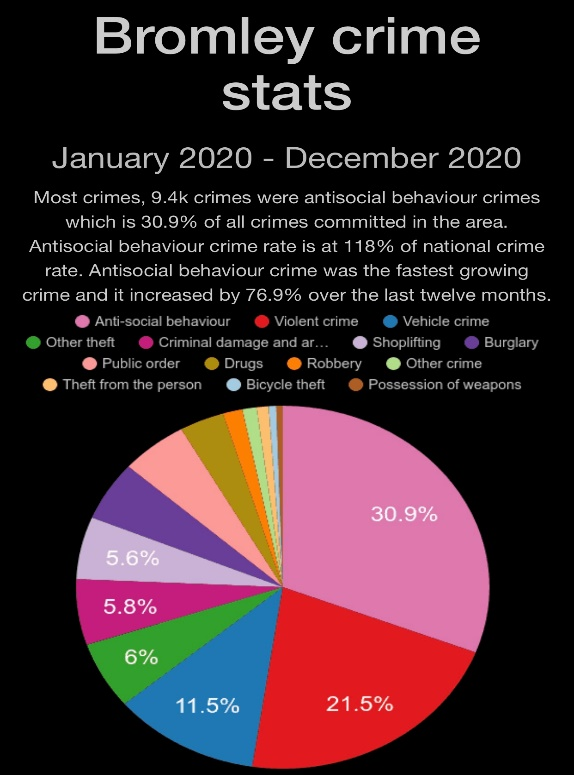 Bromley crime
stats
January 2020 - December 2020
Most crimes, 9.4k crimes were antisocial behaviour crimes
which is 30.9% of all crimes committed in the area.
Antisocial behaviour crime rate is at 118% of national crime
rate. Antisocial behaviour crime was the fastest growing
crime and it increased by 76.9% over the last twelve months.
Anti-social behaviour Violent crime Vehicle crime
Other theft Criminal damage and ar... Shoplifting Burglary
Public order Drugs Robbery Other crime
Theft from the person Bicycle theft Possession of weapons
30.9%
5.6%
5.8%
6%
11.5%
21.5%